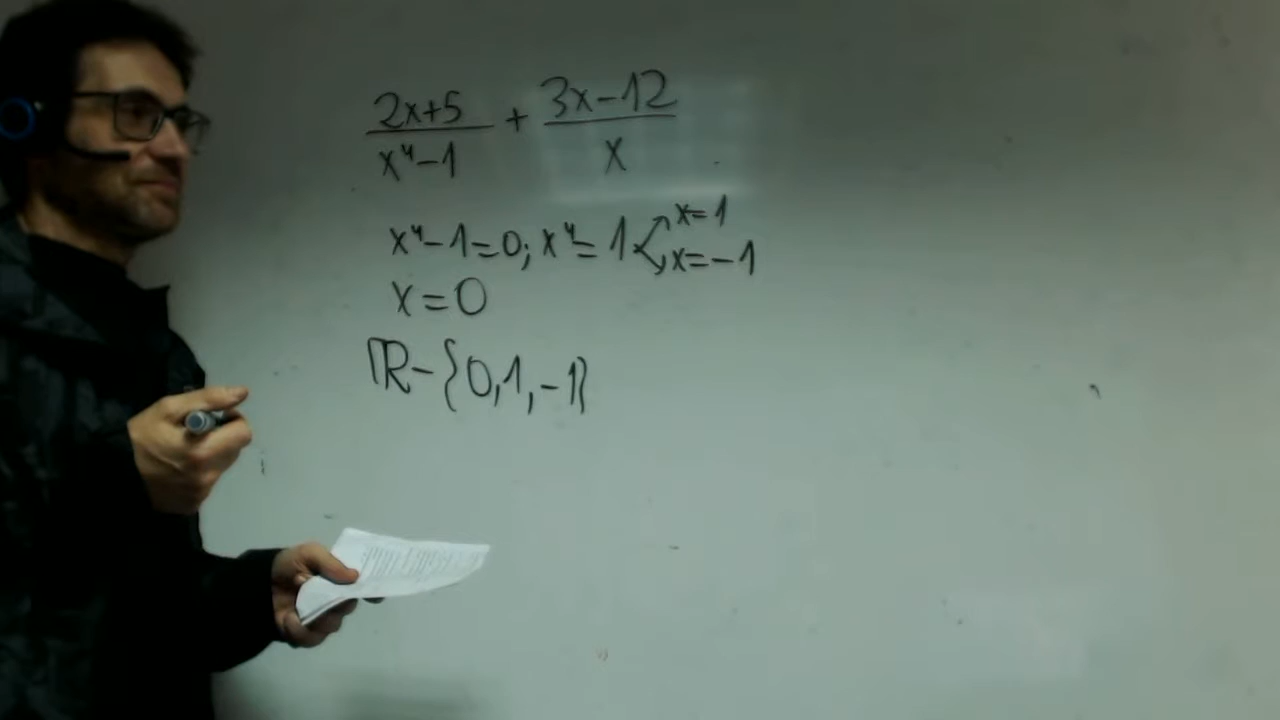 2x+5/x⁴-1 + 3x-12/x
x⁴-1=0; x⁴=1 x=1 x=-1
x=0
ℝ-{0,1,-1}